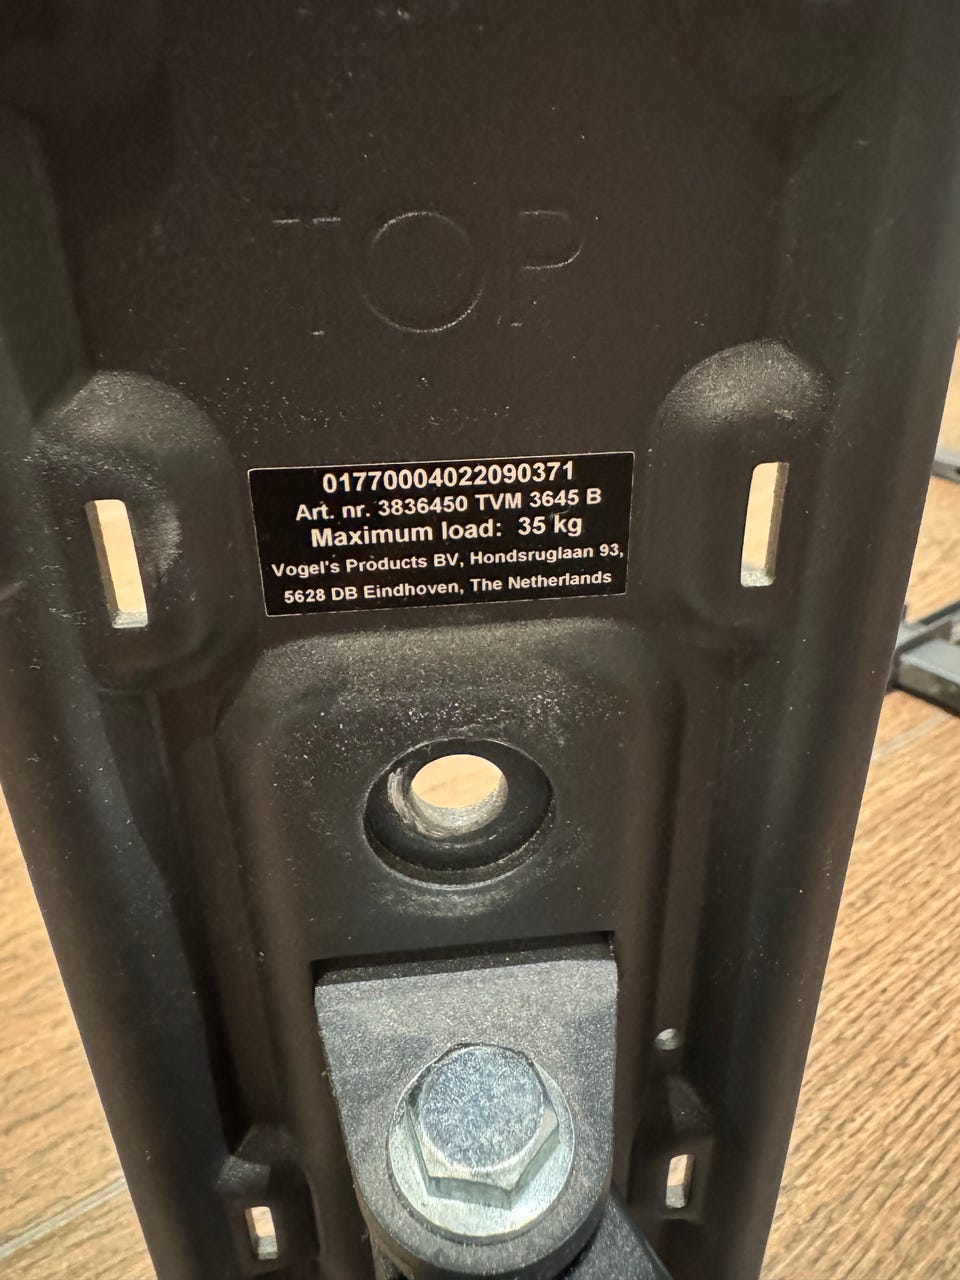 TOP
01770004022090371
Art. nr. 3836450 TVM 3645 B
Maximum load: 35 kg
Vogel's Products BV, Hondsruglaan 93,
5628 DB Eindhoven, The Netherlands